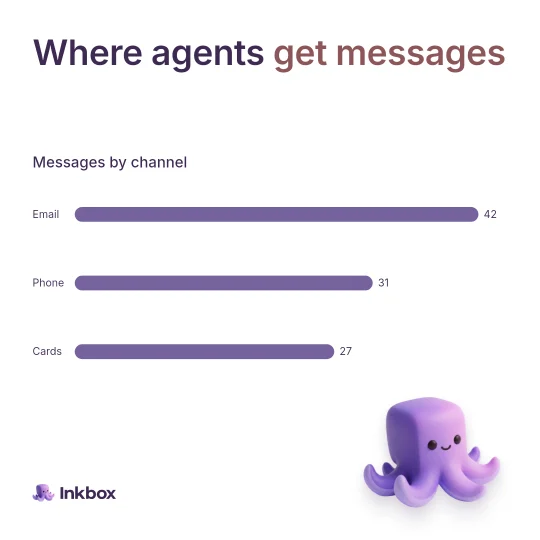 Where agents get messages
Messages by channel
Email 42
Phone 31
Cards 27
Inkbox